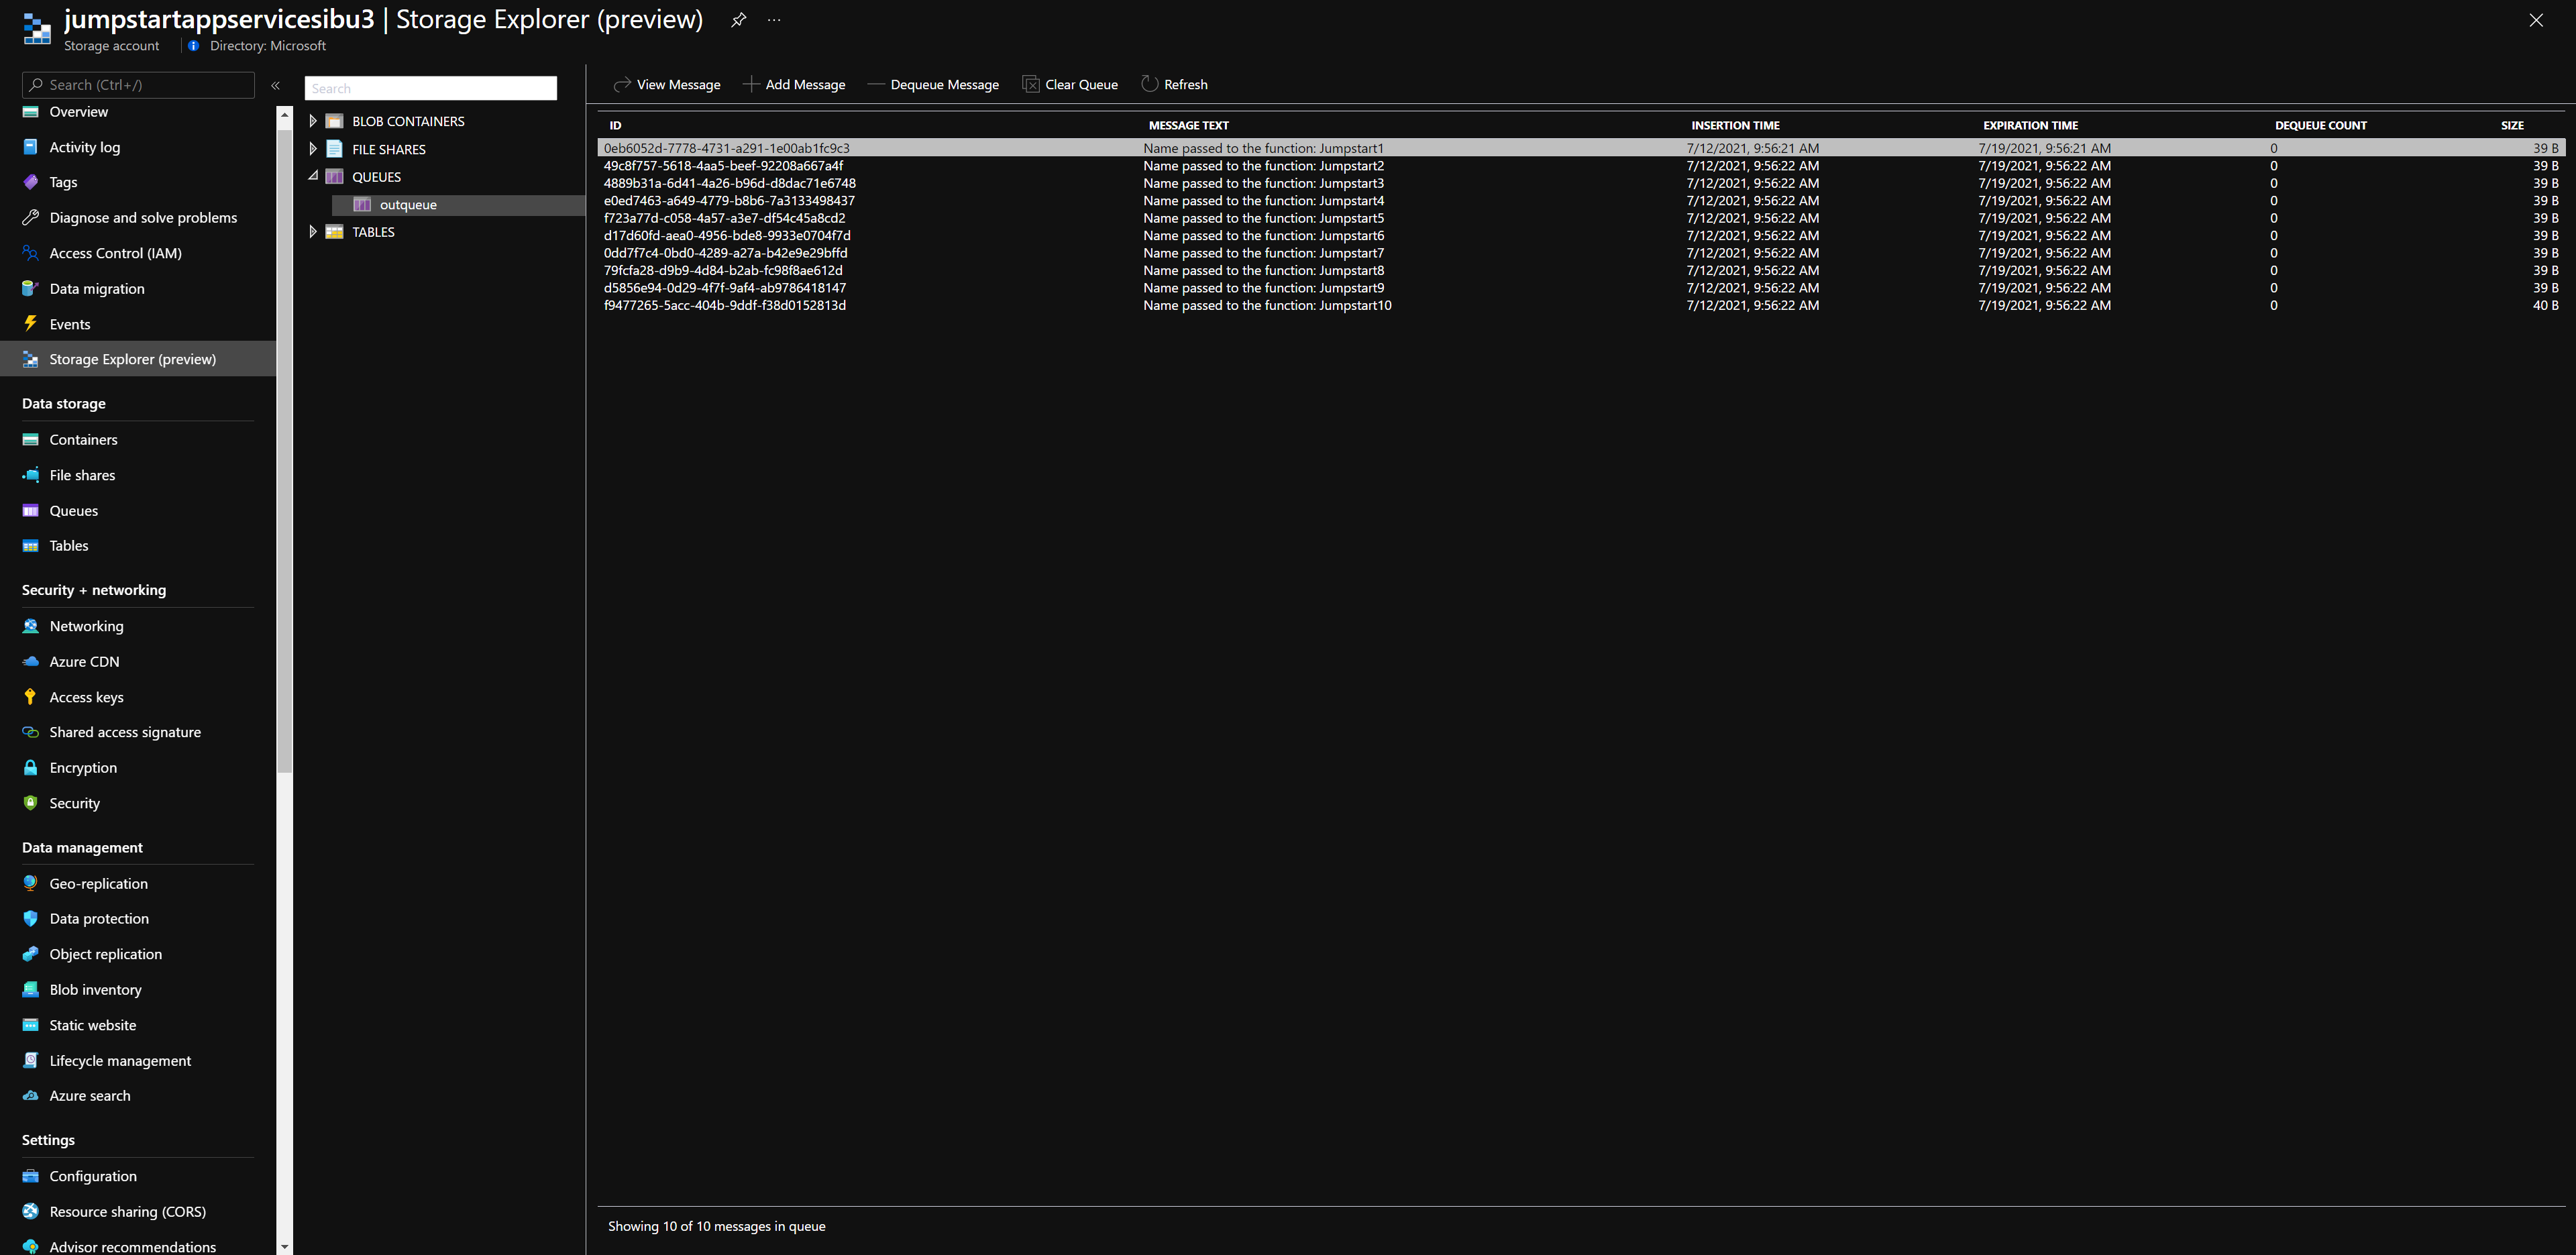 jumpstartappservicesibu3 | Storage Explorer (preview)
Storage account
Directory: Microsoft
Search (Ctrl+/)
Overview
Activity log
Tags
Diagnose and solve problems
Access Control (IAM)
Data migration
Events
Storage Explorer (preview)
Data storage
Containers
File shares
Queues
Tables
Security + networking
Networking
Azure CDN
Access keys
Shared access signature
Encryption
Security
Data management
Geo-replication
Data protection
Object replication
Blob inventory
Static website
Lifecycle management
Azure search
Settings
Configuration
Resource sharing (CORS)
Advisor recommendations
Search
BLOB CONTAINERS
FILE SHARES
QUEUES
outqueue
TABLES
View Message Add Message Dequeue Message Clear Queue Refresh
ID MESSAGE TEXT INSERTION TIME EXPIRATION TIME DEQUEUE COUNT SIZE
0eb6052d-7778-4731-a291-1e00ab1fc9c3 Name passed to the function: Jumpstart1 7/12/2021, 9:56:21 AM 7/19/2021, 9:56:21 AM 0 39 B
49c8f757-5618-4aa5-beef-92208a667a4f Name passed to the function: Jumpstart2 7/12/2021, 9:56:22 AM 7/19/2021, 9:56:22 AM 0 39 B
4889b31a-6d41-4a26-b96d-d8dac71e6748 Name passed to the function: Jumpstart3 7/12/2021, 9:56:22 AM 7/19/2021, 9:56:22 AM 0 39 B
e0ed7463-a649-4779-b8b6-7a3133498437 Name passed to the function: Jumpstart4 7/12/2021, 9:56:22 AM 7/19/2021, 9:56:22 AM 0 39 B
f723a77d-c058-4a57-a3e7-df54c45a8cd2 Name passed to the function: Jumpstart5 7/12/2021, 9:56:22 AM 7/19/2021, 9:56:22 AM 0 39 B
d17d60fd-aea0-4956-bde8-9933e0704f7d Name passed to the function: Jumpstart6 7/12/2021, 9:56:22 AM 7/19/2021, 9:56:22 AM 0 39 B
0dd7f7c4-0bd0-4289-a27a-b42e9e29bffd Name passed to the function: Jumpstart7 7/12/2021, 9:56:22 AM 7/19/2021, 9:56:22 AM 0 39 B
79fcfa28-d9b9-4d84-b2ab-fc98f8ae612d Name passed to the function: Jumpstart8 7/12/2021, 9:56:22 AM 7/19/2021, 9:56:22 AM 0 39 B
d5856e94-0d29-4f7f-9af4-ab9786418147 Name passed to the function: Jumpstart9 7/12/2021, 9:56:22 AM 7/19/2021, 9:56:22 AM 0 39 B
f9477265-5acc-404b-9ddf-f38d0152813d Name passed to the function: Jumpstart10 7/12/2021, 9:56:22 AM 7/19/2021, 9:56:22 AM 0 40 B
Showing 10 of 10 messages in queue